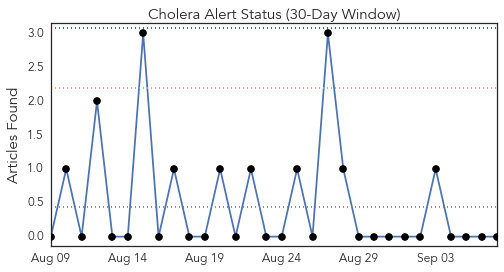 Cholera Alert Status (30-Day Window)
Articles Found
3.0
2.5
2.0
1.5
1.0
0.5
0.0
Aug 09 Aug 14 Aug 19 Aug 24 Aug 29 Sep 03